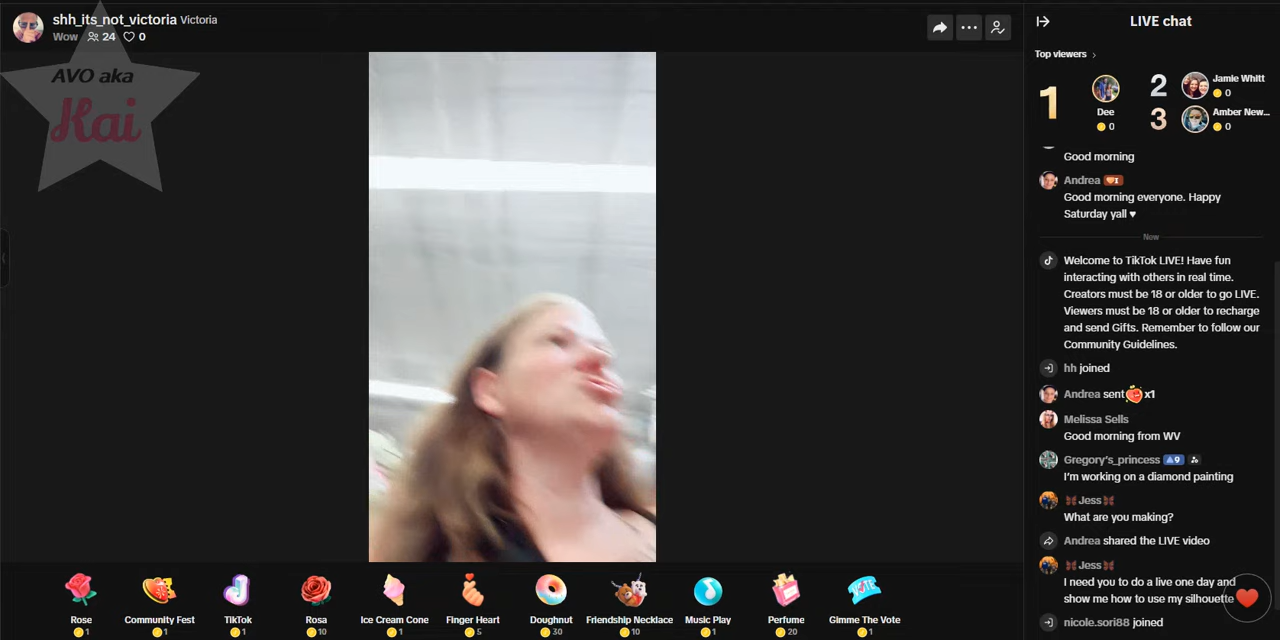 shh_its_not_victoria Victoria
Wow 24 0
AVO aka
Kai
LIVE chat
Top viewers
1
Dee
0
2
Jamie Whitt
0
3
Amber New...
0
Good morning
Andrea 1
Good morning everyone. Happy
Saturday yall ♥
Now
Welcome to TikTok LIVE! Have fun
interacting with others in real time.
Creators must be 18 or older to go LIVE.
Viewers must be 18 or older to recharge
and send Gifts. Remember to follow our
Community Guidelines.
hh joined
Andrea sent x1
Melissa Sells
Good morning from WV
Gregory's_princess 9
I'm working on a diamond painting
Jess
What are you making?
Andrea shared the LIVE video
Jess
I need you to do a live one day and
show me how to use my silhouette
nicole.sori88 joined
VOTE
Rose Community Fest TikTok Rosa Ice Cream Cone Finger Heart Doughnut Friendship Necklace Music Play Perfume Gimme The Vote
1 1 1 10 1 5 30 10 1 20 1